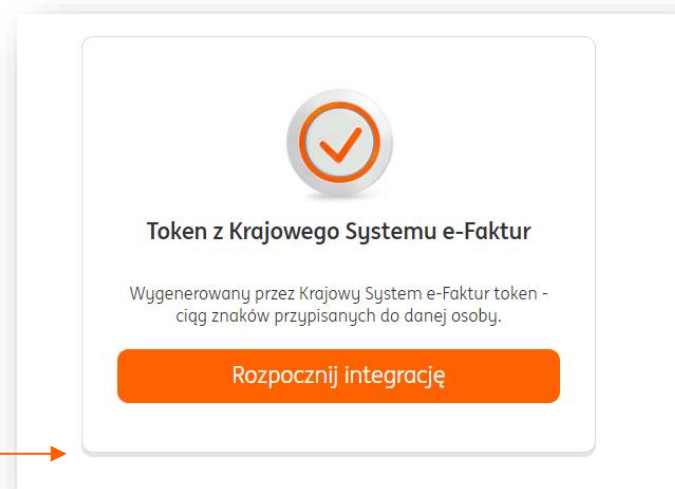 Token z Krajowego Systemu e-Faktur
Wygenerowany przez Krajowy System e-Faktur token -
ciąg znaków przypisanych do danej osoby.
Rozpocznij integrację